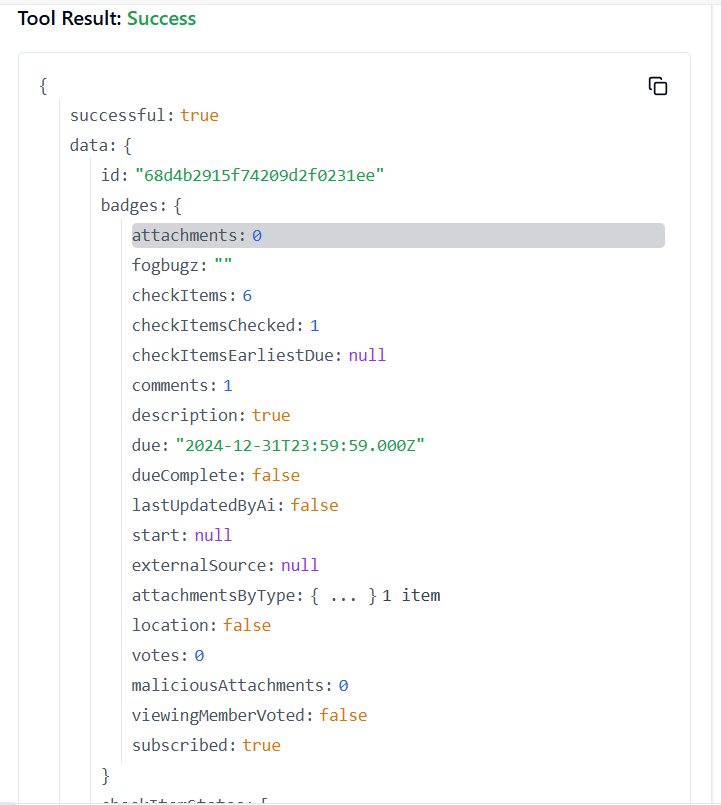 Tool Result: Success
{
successful: true
data: {
id: "68d4b2915f74209d2f0231ee"
badges: {
attachments: 0
fogbugz: ""
checkItems: 6
checkItemsChecked: 1
checkItemsEarliestDue: null
comments: 1
description: true
due: "2024-12-31T23:59:59.000Z"
dueComplete: false
lastUpdatedByAi: false
start: null
externalSource: null
attachmentsByType: { ... } 1 item
location: false
votes: 0
maliciousAttachments: 0
viewingMemberVoted: false
subscribed: true
}
checkItemStates: [